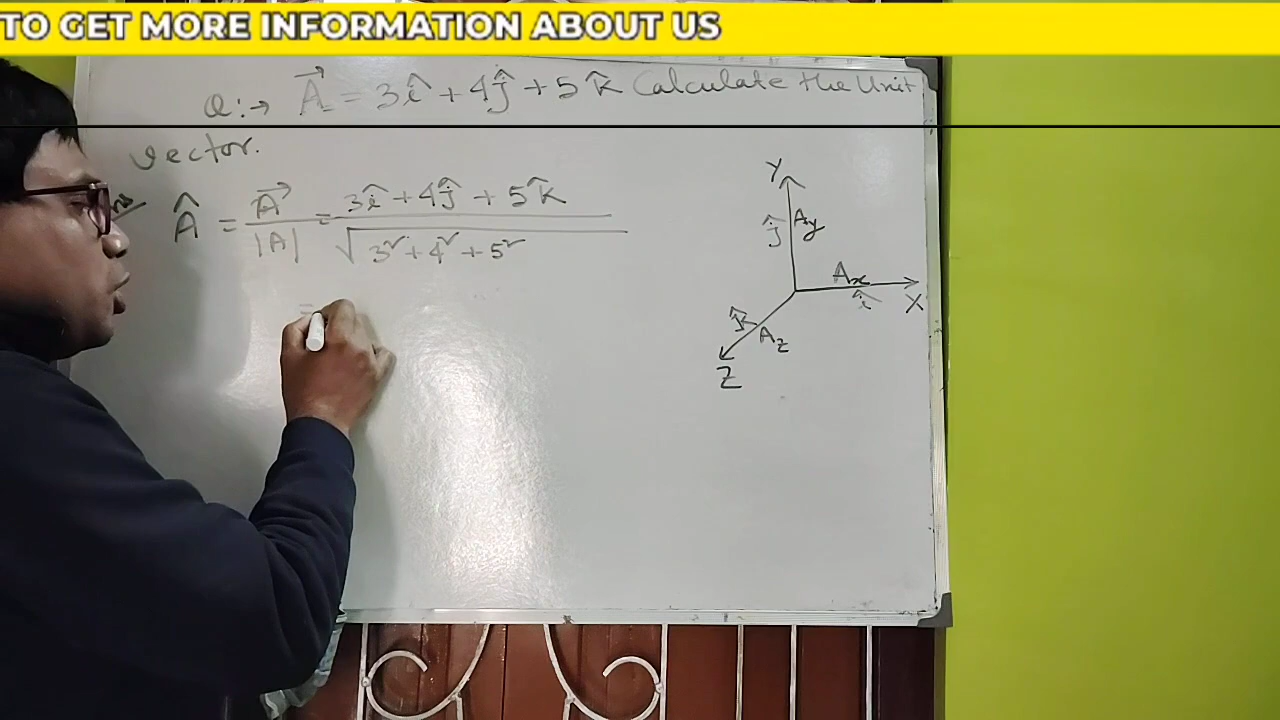 TO GET MORE INFORMATION ABOUT US
Q:→ A⃗ = 3î + 4ĵ + 5k̂ Calculate the Unit
vector.
Ans
Â = A⃗/|A| = (3î + 4ĵ + 5k̂)/√(3² + 4² + 5²)
=
Y
ĵ Ay
Ax
î X
k̂ Az
Z